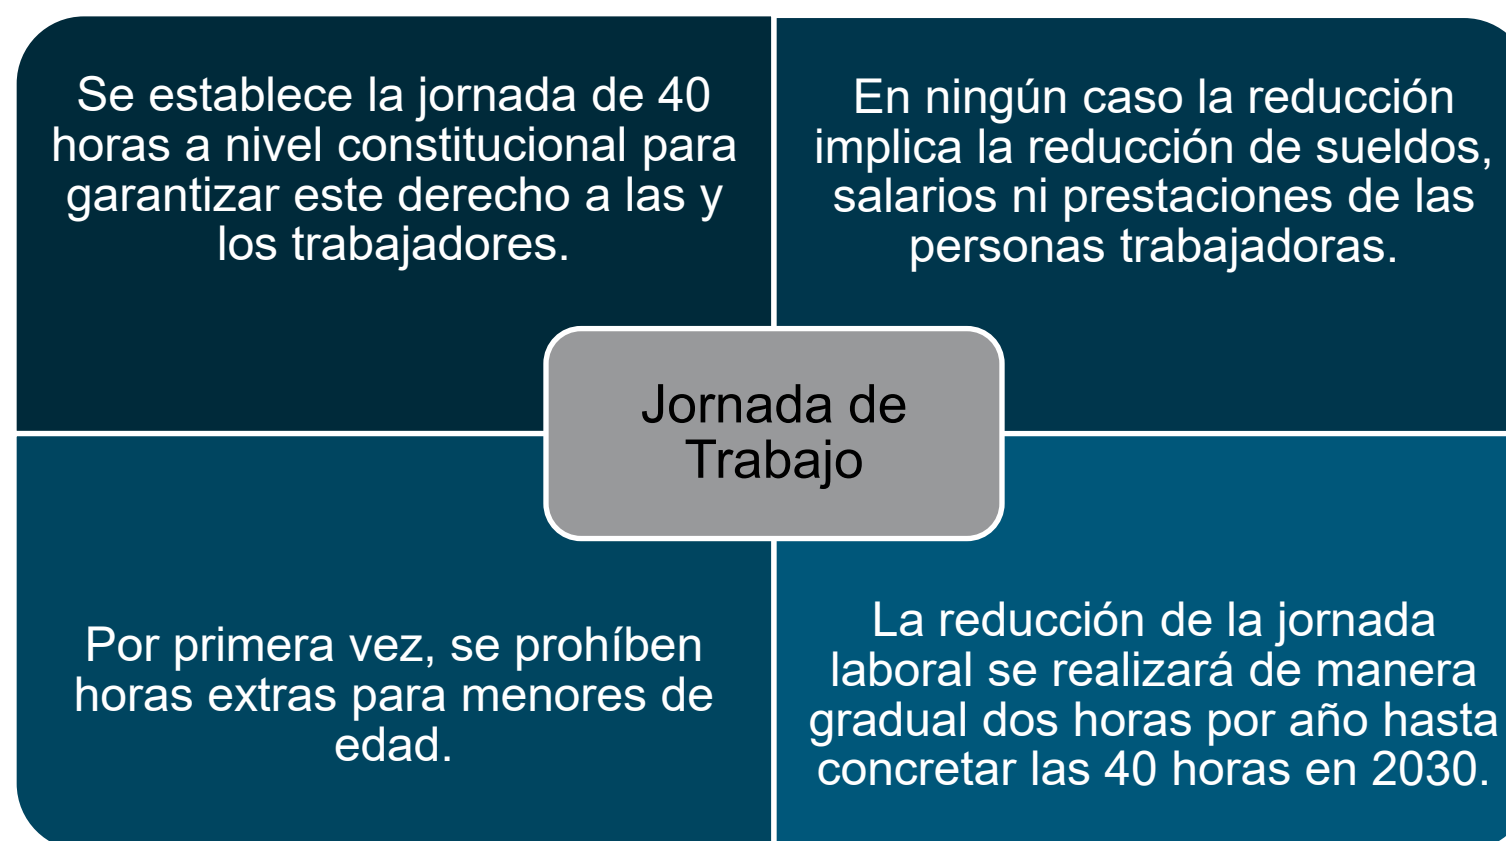 Se establece la jornada de 40
horas a nivel constitucional para
garantizar este derecho a las y
los trabajadores.
En ningún caso la reducción
implica la reducción de sueldos,
salarios ni prestaciones de las
personas trabajadoras.
Jornada de
Trabajo
Por primera vez, se prohíben
horas extras para menores de
edad.
La reducción de la jornada
laboral se realizará de manera
gradual dos horas por año hasta
concretar las 40 horas en 2030.